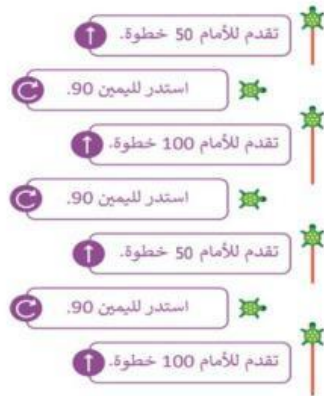 تقدم للأمام 50 خطوة.
استدر لليمين 90.
تقدم للأمام 100 خطوة.
استدر لليمين 90.
تقدم للأمام 50 خطوة.
استدر لليمين 90.
تقدم للأمام 100 خطوة.